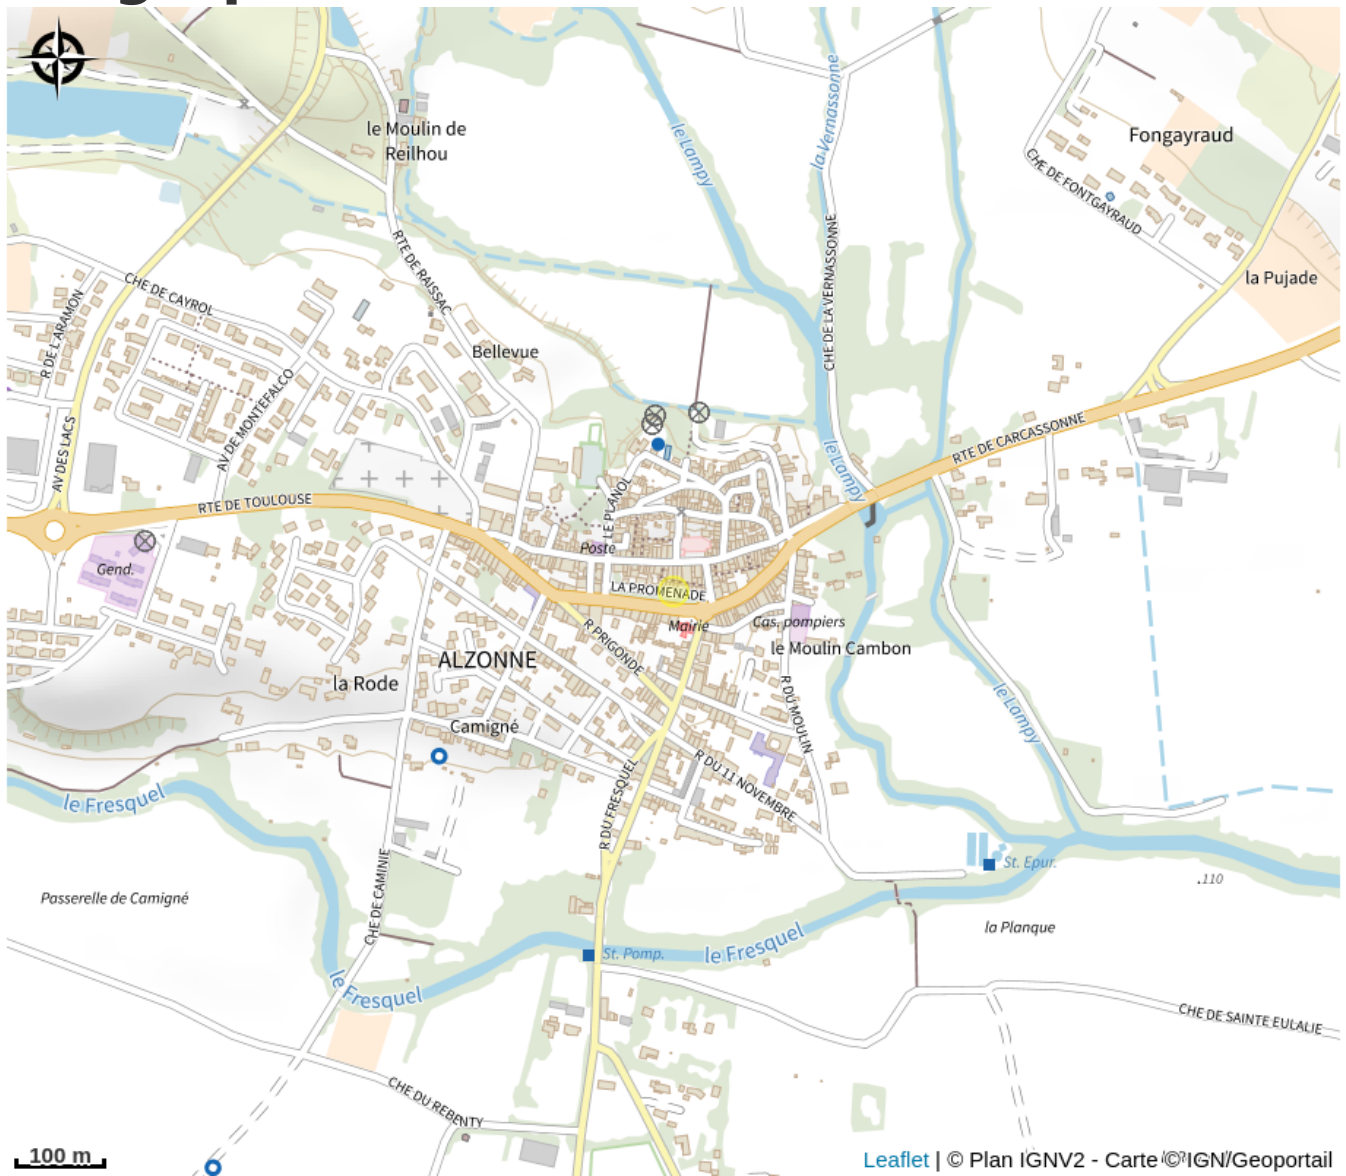 le Moulin de
Reilhou
le Lampy
la Vernassonne
Fongayraud
CHE DE FONTGAYRAUD
la Pujade
RTE DE RAISSAC
CHE DE LA VERNASSONNE
CHE DE CAYROL
R DE L'ARAMON
Bellevue
AV DE MONTEFALCO
AV DES LACS
RTE DE CARCASSONNE
le Lampy
RTE DE TOULOUSE
LE PLANOL
Poste
Gend.
LA PROMENADE
Mairie
Cas. pompiers
R PRIGONDE
le Moulin Cambon
ALZONNE
la Rode
Camigné
R DU MOULIN
le Lampy
R DU 11 NOVEMBRE
R DU FRESQUEL
le Fresquel
St. Epur.
.110
CHE DE CAMINIE
Passerelle de Camigné
la Planque
le Fresquel
St. Pomp.
le Fresquel
CHE DE SAINTE EULALIE
CHE DU REBENTY
100 m
Leaflet | © Plan IGNV2 - Carte © IGN/Geoportail